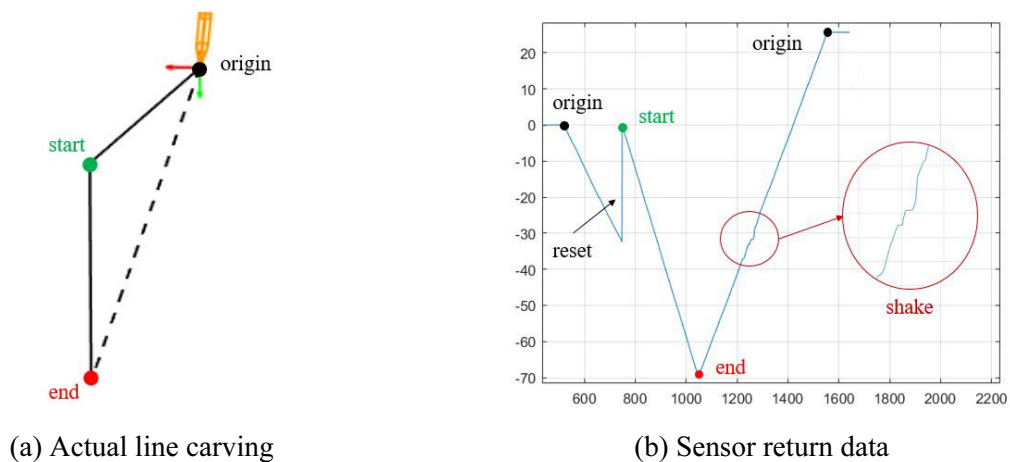 origin
start
end
(a) Actual line carving
20
10
0
-10
-20
-30
-40
-50
-60
-70
600
800
1000
1200
1400
1600
1800
2000
2200
origin
origin
start
reset
shake
end
(b) Sensor return data